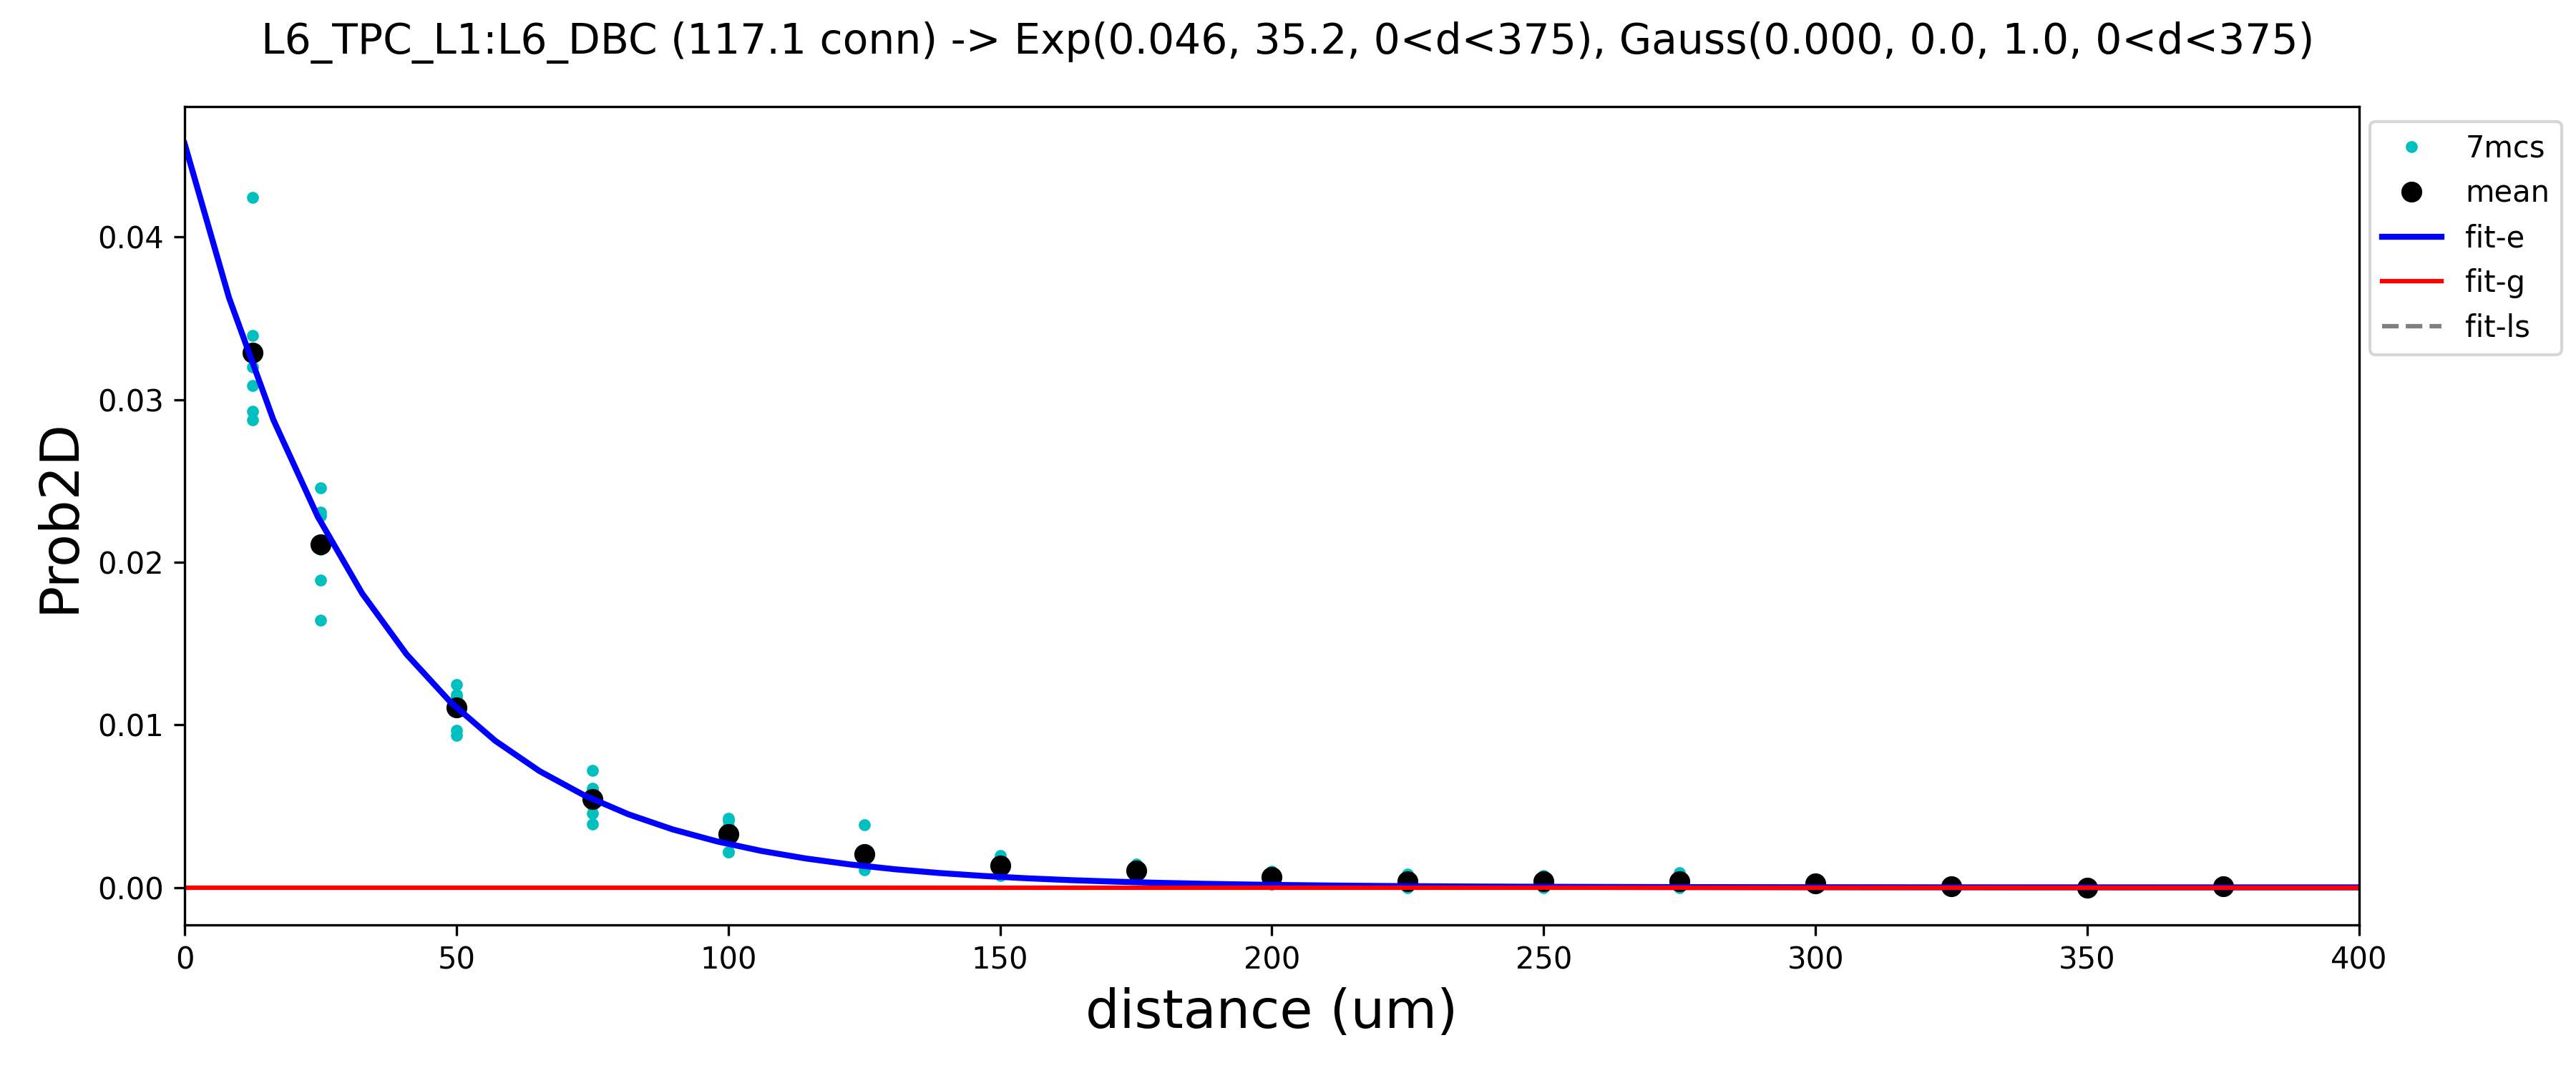 L6_TPC_L1:L6_DBC (117.1 conn) -> Exp(0.046, 35.2, 0<d<375), Gauss(0.000, 0.0, 1.0, 0<d<375)
7mcs
mean
fit-e
fit-g
fit-ls
Prob2D
0.04
0.03
0.02
0.01
0.00
0 50 100 150 200 250 300 350 400
distance (um)